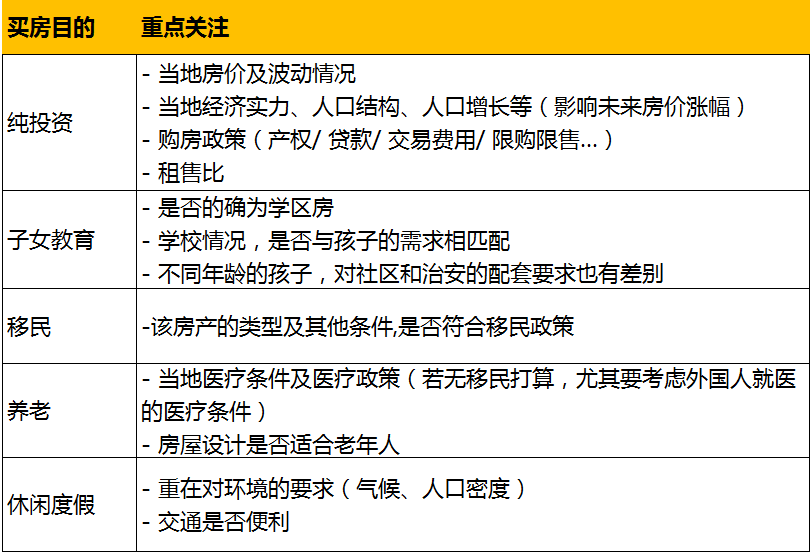 买房目的 重点关注
纯投资
- 当地房价及波动情况
- 当地经济实力、人口结构、人口增长等（影响未来房价涨幅）
- 购房政策（产权/ 贷款/ 交易费用/ 限购限售... ）
- 租售比
子女教育
- 是否的确为学区房
- 学校情况，是否与孩子的需求相匹配
- 不同年龄的孩子，对社区和治安的配套要求也有差别
移民
-该房产的类型及其他条件,是否符合移民政策
养老
- 当地医疗条件及医疗政策（若无移民打算，尤其要考虑外国人就医
的医疗条件）
- 房屋设计是否适合老年人
休闲度假
- 重在对环境的要求（气候、人口密度）
- 交通是否便利